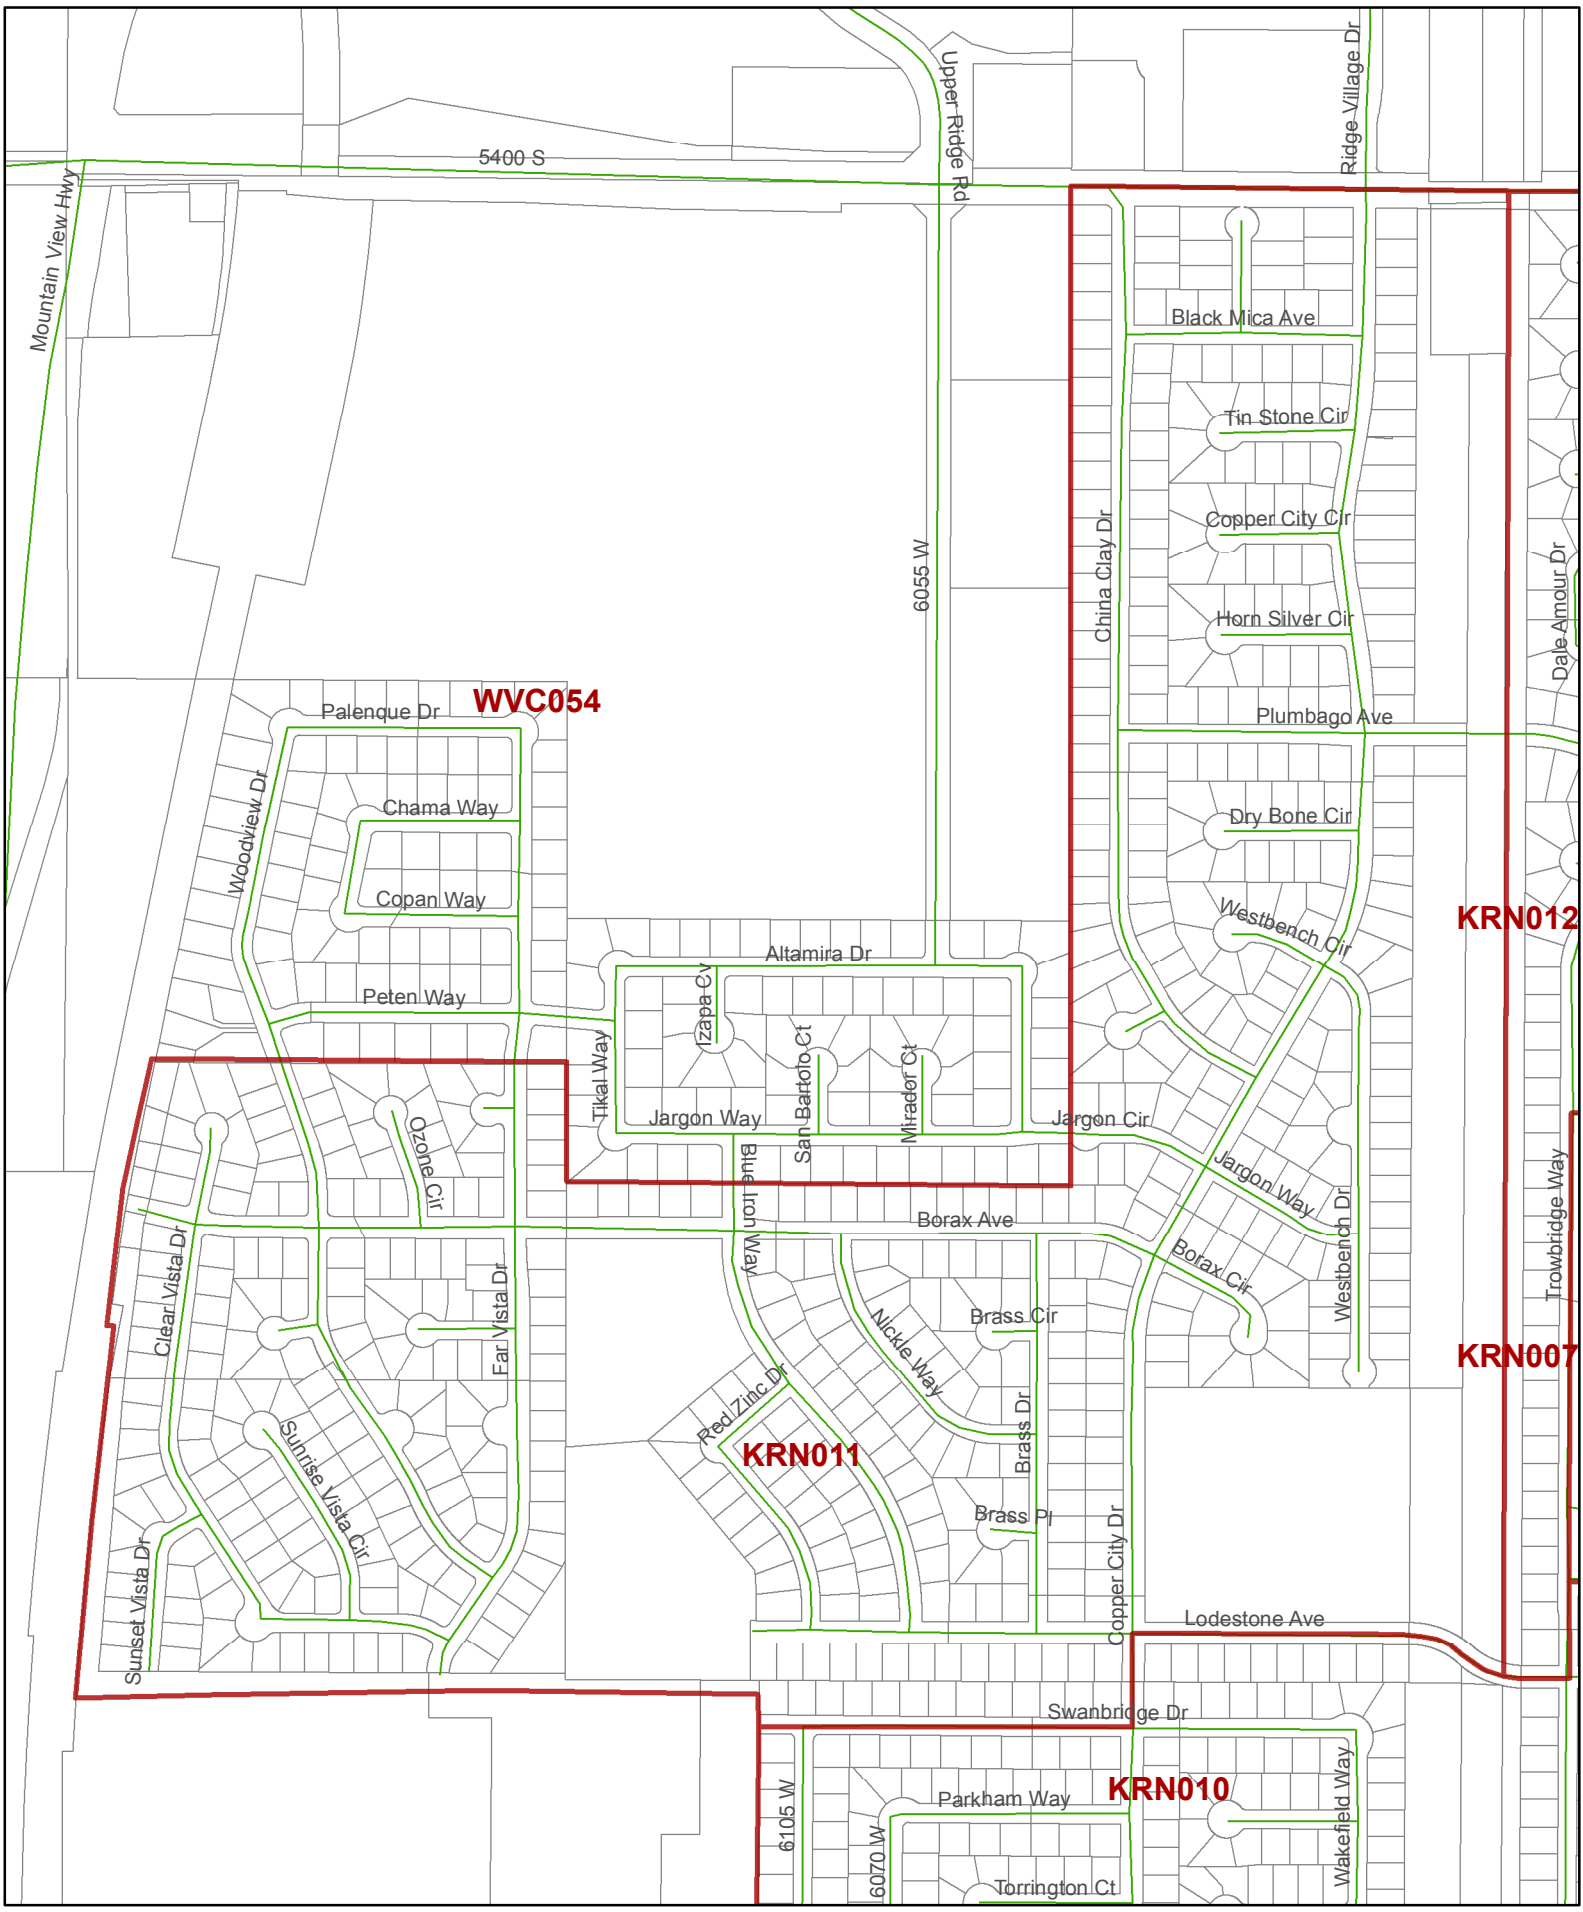 Upper Ridge Rd
Ridge Village Dr
5400 S
Mountain View Hwy
Black Mica Ave
Tin Stone Cir
Copper City Cir
China Clay Dr
6055 W
Dale Amour Dr
Horn Silver Cir
WVC054
Palenque Dr
Plumbago Ave
Woodview Dr
Chama Way
Dry Bone Cir
Copan Way
Westbench Cir
KRN012
Altamira Dr
Izapa Cv
Peten Way
Tikal Way
San Bartolo Ct
Mirador Ct
Jargon Way
Jargon Cir
Ozone Cir
Blue Iron Way
Jargon Way
Westbench Dr
Trowbridge Way
Borax Ave
Clear Vista Dr
Borax Cir
Far Vista Dr
Nickle Way
Brass Cir
KRN007
Red Zinc Dr
Brass Dr
Sunrise Vista Cir
KRN011
Brass Pl
Copper City Dr
Sunset Vista Dr
Lodestone Ave
Swanbridge Dr
6105 W
Parkham Way
KRN010
Wakefield Way
6070 W
Torrington Ct